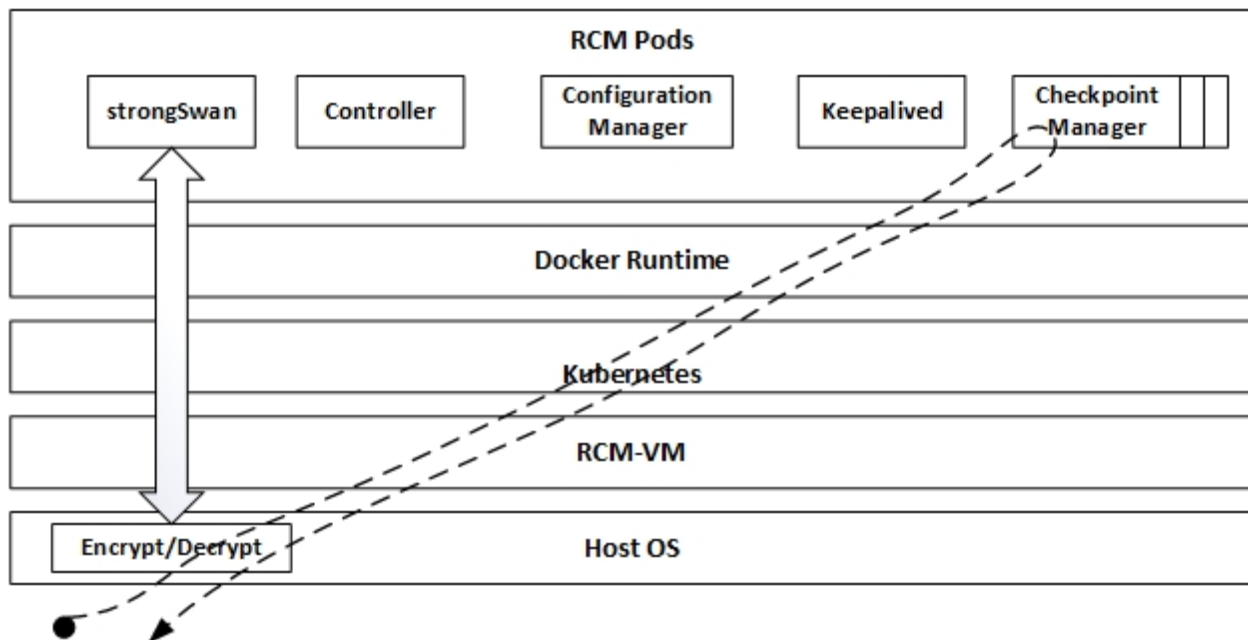 RCM Pods
strongSwan
Controller
Configuration
Manager
Keepalived
Checkpoint
Manager
Docker Runtime
Kubernetes
RCM-VM
Encrypt/Decrypt
Host OS